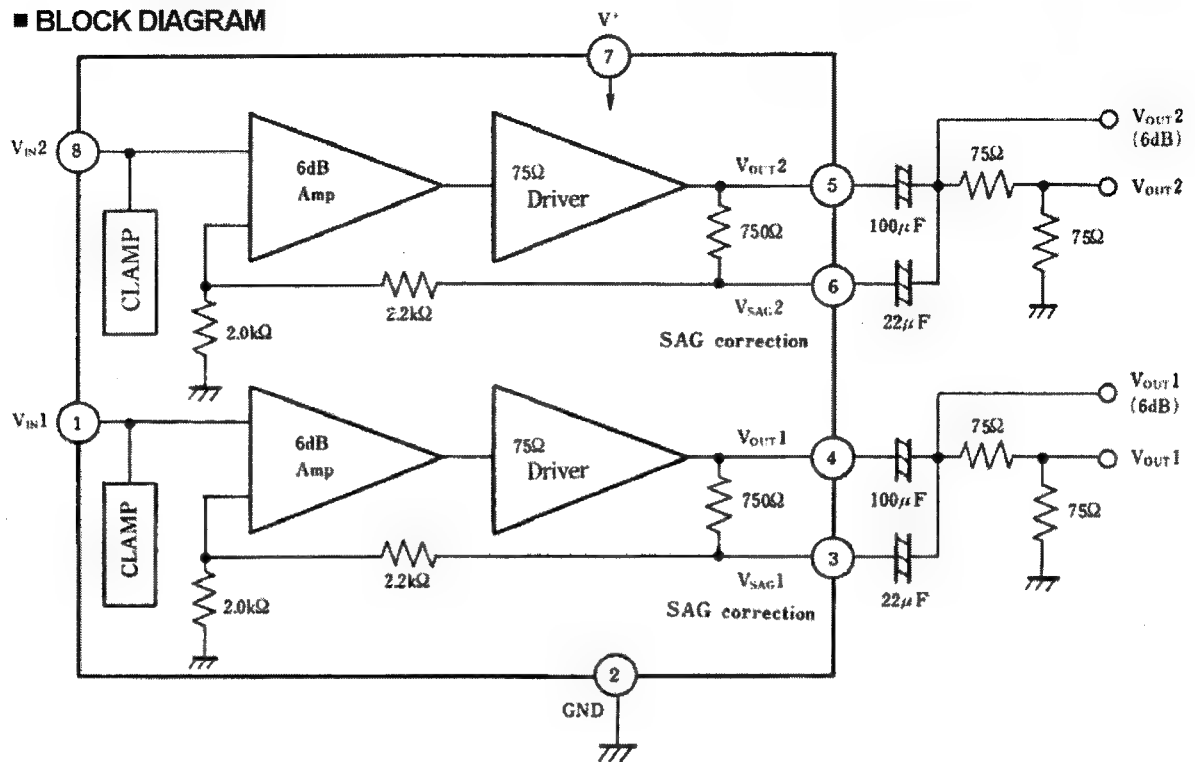 ■ BLOCK DIAGRAM
V+
7
VIN2
8
6dB
Amp
75Ω
Driver
VOUT2
5
100μF
75Ω
VOUT2
(6dB)
VOUT2
75Ω
CLAMP
750Ω
2.2kΩ
2.0kΩ
VSAG2
6
22μF
SAG correction
VIN1
1
6dB
Amp
75Ω
Driver
VOUT1
4
100μF
75Ω
VOUT1
(6dB)
VOUT1
75Ω
CLAMP
750Ω
2.2kΩ
2.0kΩ
VSAG1
3
22μF
SAG correction
2
GND